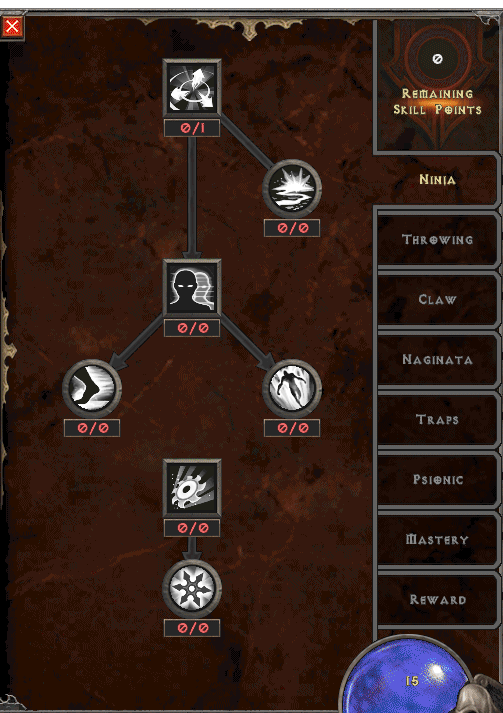 0
Remaining
Skill Points
Ninja
Throwing
Claw
Naginata
Traps
Psionic
Mastery
Reward
0/1
0/0
0/0
0/0
0/0
0/0
0/0
15